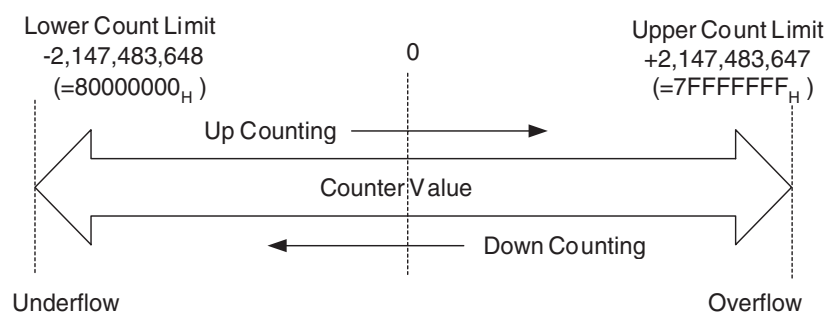 Lower Count Limit
-2,147,483,648
(=80000000H )
0
Upper Count Limit
+2,147,483,647
(=7FFFFFFFH )
Up Counting
Counter Value
Down Counting
Underflow
Overflow